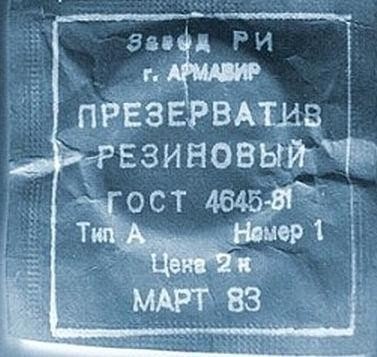 Завод РИ
г. АРМАВИР
ПРЕЗЕРВАТИВ
РЕЗИНОВЫЙ
ГОСТ 4645-81
Тип А Номер 1
Цена 2 к
МАРТ 83